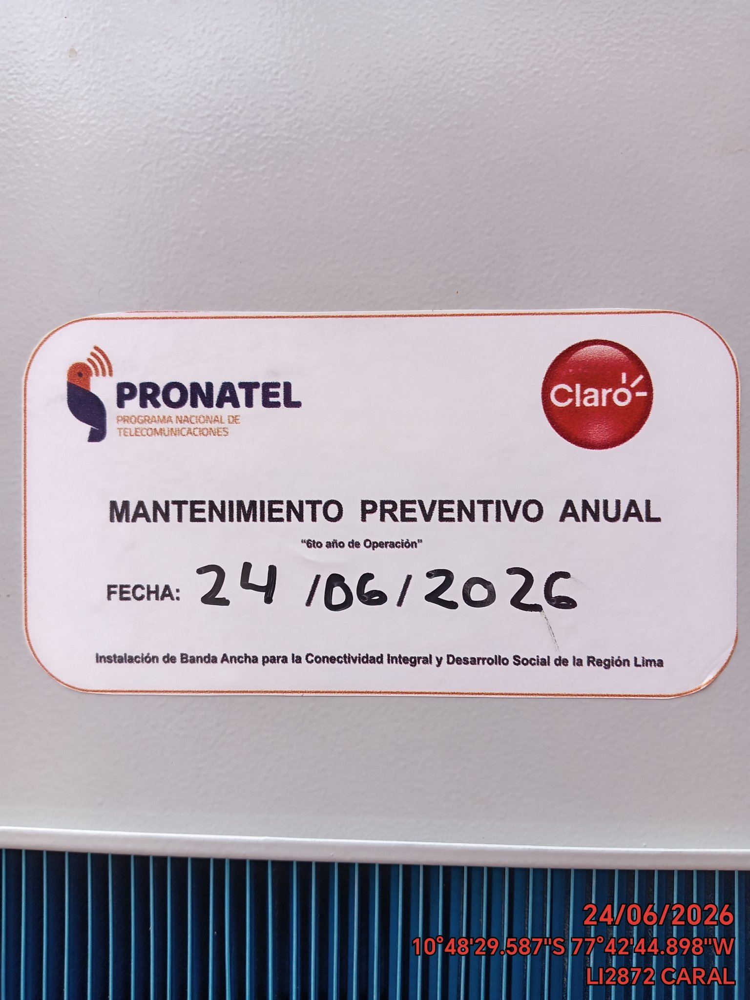 PRONATEL
PROGRAMA NACIONAL DE
TELECOMUNICACIONES
Claro
MANTENIMIENTO PREVENTIVO ANUAL
“6to año de Operación”
FECHA: 24/06/2026
Instalación de Banda Ancha para la Conectividad Integral y Desarrollo Social de la Región Lima
24/06/2026
10°48'29.587"S 77°42'44.898"W
LI2872 CARAL